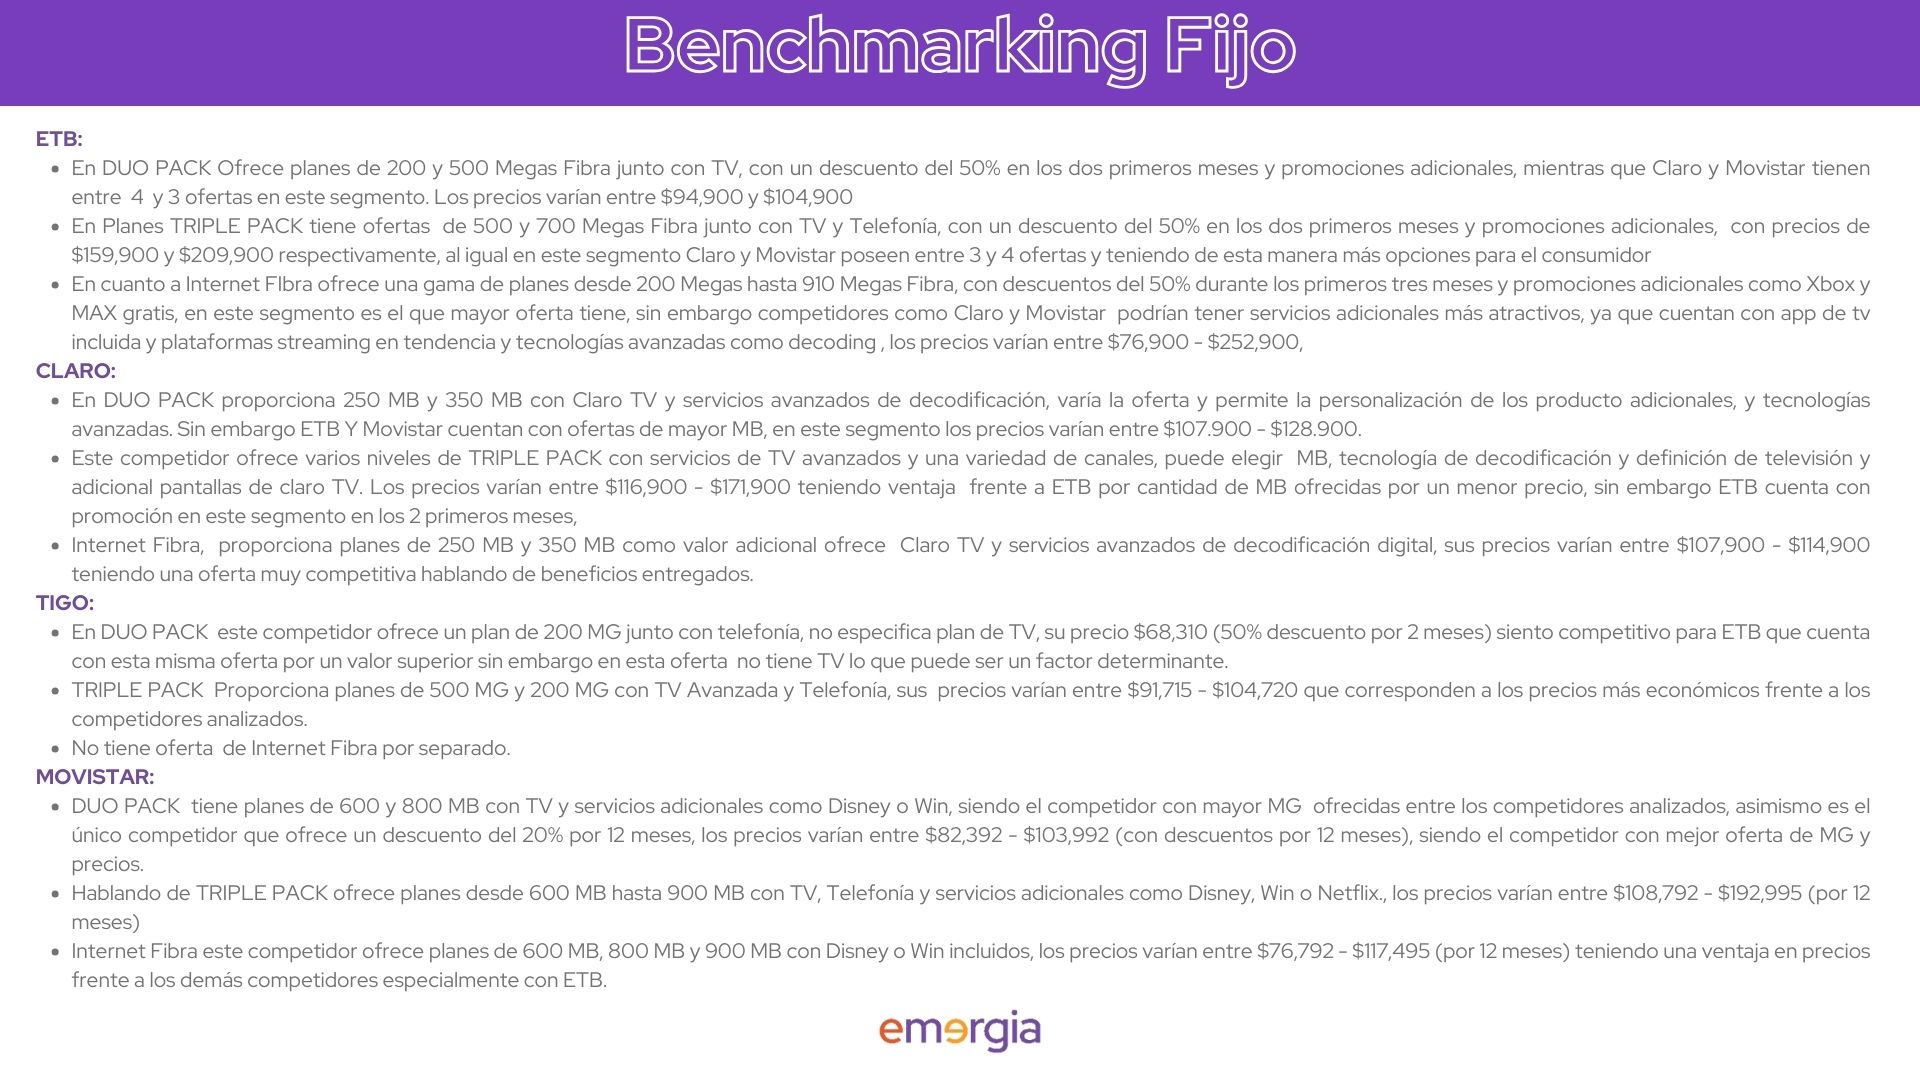 Benchmarking Fijo
ETB:
• En DUO PACK Ofrece planes de 200 y 500 Megas Fibra junto con TV, con un descuento del 50% en los dos primeros meses y promociones adicionales, mientras que Claro y Movistar tienen
entre 4 y 3 ofertas en este segmento. Los precios varían entre $94,900 y $104,900
• En Planes TRIPLE PACK tiene ofertas de 500 y 700 Megas Fibra junto con TV y Telefonía, con un descuento del 50% en los dos primeros meses y promociones adicionales, con precios de
$159,900 y $209,900 respectivamente, al igual en este segmento Claro y Movistar poseen entre 3 y 4 ofertas y teniendo de esta manera más opciones para el consumidor
• En cuanto a Internet FIbra ofrece una gama de planes desde 200 Megas hasta 910 Megas Fibra, con descuentos del 50% durante los primeros tres meses y promociones adicionales como Xbox y
MAX gratis, en este segmento es el que mayor oferta tiene, sin embargo competidores como Claro y Movistar podrían tener servicios adicionales más atractivos, ya que cuentan con app de tv
incluida y plataformas streaming en tendencia y tecnologías avanzadas como decoding , los precios varían entre $76,900 - $252,900,
CLARO:
• En DUO PACK proporciona 250 MB y 350 MB con Claro TV y servicios avanzados de decodificación, varía la oferta y permite la personalización de los producto adicionales, y tecnologías
avanzadas. Sin embargo ETB Y Movistar cuentan con ofertas de mayor MB, en este segmento los precios varían entre $107.900 - $128.900.
• Este competidor ofrece varios niveles de TRIPLE PACK con servicios de TV avanzados y una variedad de canales, puede elegir MB, tecnología de decodificación y definición de televisión y
adicional pantallas de claro TV. Los precios varían entre $116,900 - $171,900 teniendo ventaja frente a ETB por cantidad de MB ofrecidas por un menor precio, sin embargo ETB cuenta con
promoción en este segmento en los 2 primeros meses,
• Internet Fibra, proporciona planes de 250 MB y 350 MB como valor adicional ofrece Claro TV y servicios avanzados de decodificación digital, sus precios varían entre $107,900 - $114,900
teniendo una oferta muy competitiva hablando de beneficios entregados.
TIGO:
• En DUO PACK este competidor ofrece un plan de 200 MG junto con telefonía, no especifica plan de TV, su precio $68,310 (50% descuento por 2 meses) siento competitivo para ETB que cuenta
con esta misma oferta por un valor superior sin embargo en esta oferta no tiene TV lo que puede ser un factor determinante.
• TRIPLE PACK Proporciona planes de 500 MG y 200 MG con TV Avanzada y Telefonía, sus precios varían entre $91,715 - $104,720 que corresponden a los precios más económicos frente a los
competidores analizados.
• No tiene oferta de Internet Fibra por separado.
MOVISTAR:
• DUO PACK tiene planes de 600 y 800 MB con TV y servicios adicionales como Disney o Win, siendo el competidor con mayor MG ofrecidas entre los competidores analizados, asimismo es el
único competidor que ofrece un descuento del 20% por 12 meses, los precios varían entre $82,392 - $103,992 (con descuentos por 12 meses), siendo el competidor con mejor oferta de MG y
precios.
• Hablando de TRIPLE PACK ofrece planes desde 600 MB hasta 900 MB con TV, Telefonía y servicios adicionales como Disney, Win o Netflix., los precios varían entre $108,792 - $192,995 (por 12
meses)
• Internet Fibra este competidor ofrece planes de 600 MB, 800 MB y 900 MB con Disney o Win incluidos, los precios varían entre $76,792 - $117,495 (por 12 meses) teniendo una ventaja en precios
frente a los demás competidores especialmente con ETB.
emergia